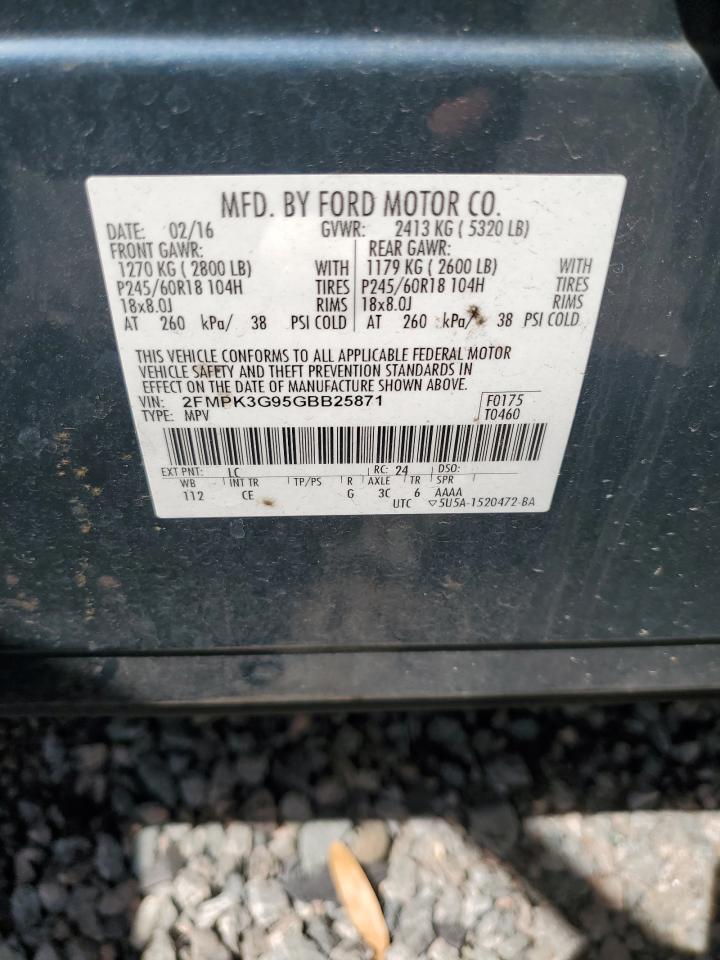 MFD. BY FORD MOTOR CO.
DATE: 02/16 GVWR: 2413 KG ( 5320 LB)
FRONT GAWR: REAR GAWR:
1270 KG ( 2800 LB) WITH 1179 KG ( 2600 LB) WITH
P245/60R18 104H TIRES P245/60R18 104H TIRES
18x8.0J RIMS 18x8.0J RIMS
AT 260 kPa/ 38 PSI COLD AT 260 kPa/ 38 PSI COLD
THIS VEHICLE CONFORMS TO ALL APPLICABLE FEDERAL MOTOR
VEHICLE SAFETY AND THEFT PREVENTION STANDARDS IN
EFFECT ON THE DATE OF MANUFACTURE SHOWN ABOVE.
VIN: 2FMPK3G95GBB25871 F0175
TYPE: MPV T0460
EXT PNT: LC RC: 24 DSO:
WB INT TR TP/PS R AXLE TR SPR
112 CE G 3C 6 AAAA
UTC ▽5U5A-1520472-BA